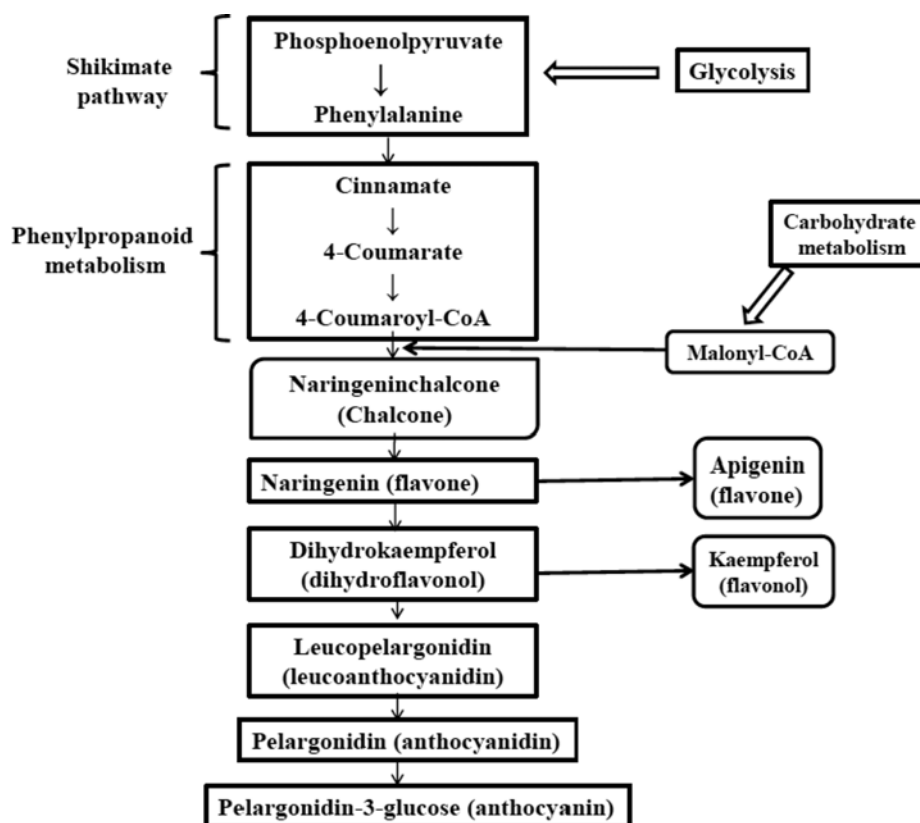 Phosphoenolpyruvate
Shikimate
pathway
Glycolysis
Phenylalanine
Cinnamate
Phenylpropanoid
metabolism
4-Coumarate
Carbohydrate
metabolism
4-Coumaroyl-CoA
Malonyl-CoA
Naringeninchalcone
(Chalcone)
Naringenin (flavone)
Apigenin
(flavone)
Dihydrokaempferol
(dihydroflavonol)
Kaempferol
(flavonol)
Leucopelargonidin
(leucoanthocyanidin)
Pelargonidin (anthocyanidin)
Pelargonidin-3-glucose (anthocyanin)